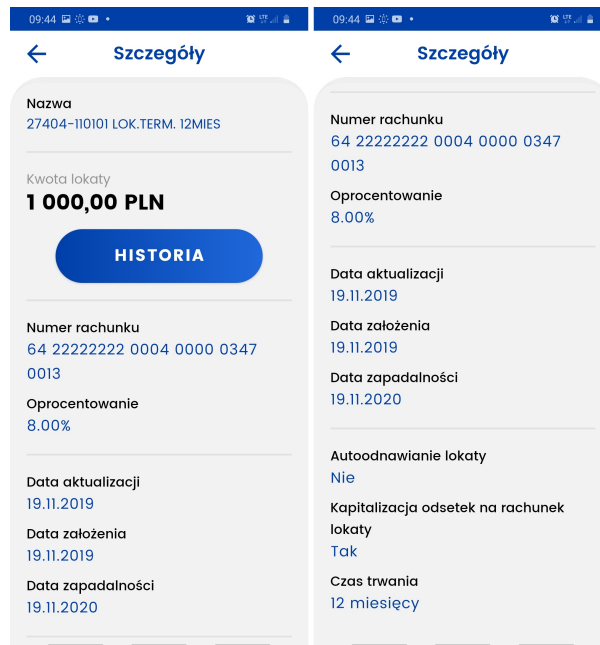 09:44
LTE
Szczegóły
Nazwa
27404-110101 LOK.TERM. 12MIES
Kwota lokaty
1 000,00 PLN
HISTORIA
Numer rachunku
64 22222222 0004 0000 0347
0013
Oprocentowanie
8.00%
Data aktualizacji
19.11.2019
Data założenia
19.11.2019
Data zapadalności
19.11.2020
09:44
LTE
Szczegóły
Numer rachunku
64 22222222 0004 0000 0347
0013
Oprocentowanie
8.00%
Data aktualizacji
19.11.2019
Data założenia
19.11.2019
Data zapadalności
19.11.2020
Autoodnawianie lokaty
Nie
Kapitalizacja odsetek na rachunek
lokaty
Tak
Czas trwania
12 miesięcy